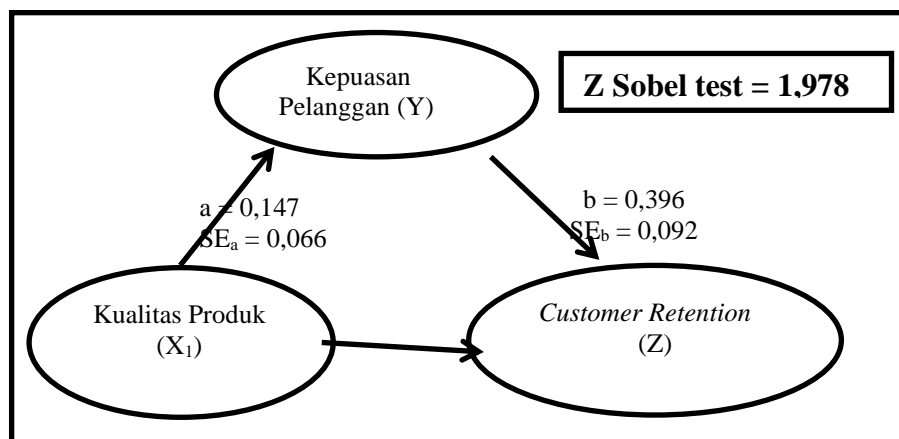 Kepuasan
Pelanggan (Y)
Z Sobel test = 1,978
a = 0,147
SEa = 0,066
b = 0,396
SEb = 0,092
Kualitas Produk
(X1)
Customer Retention
(Z)